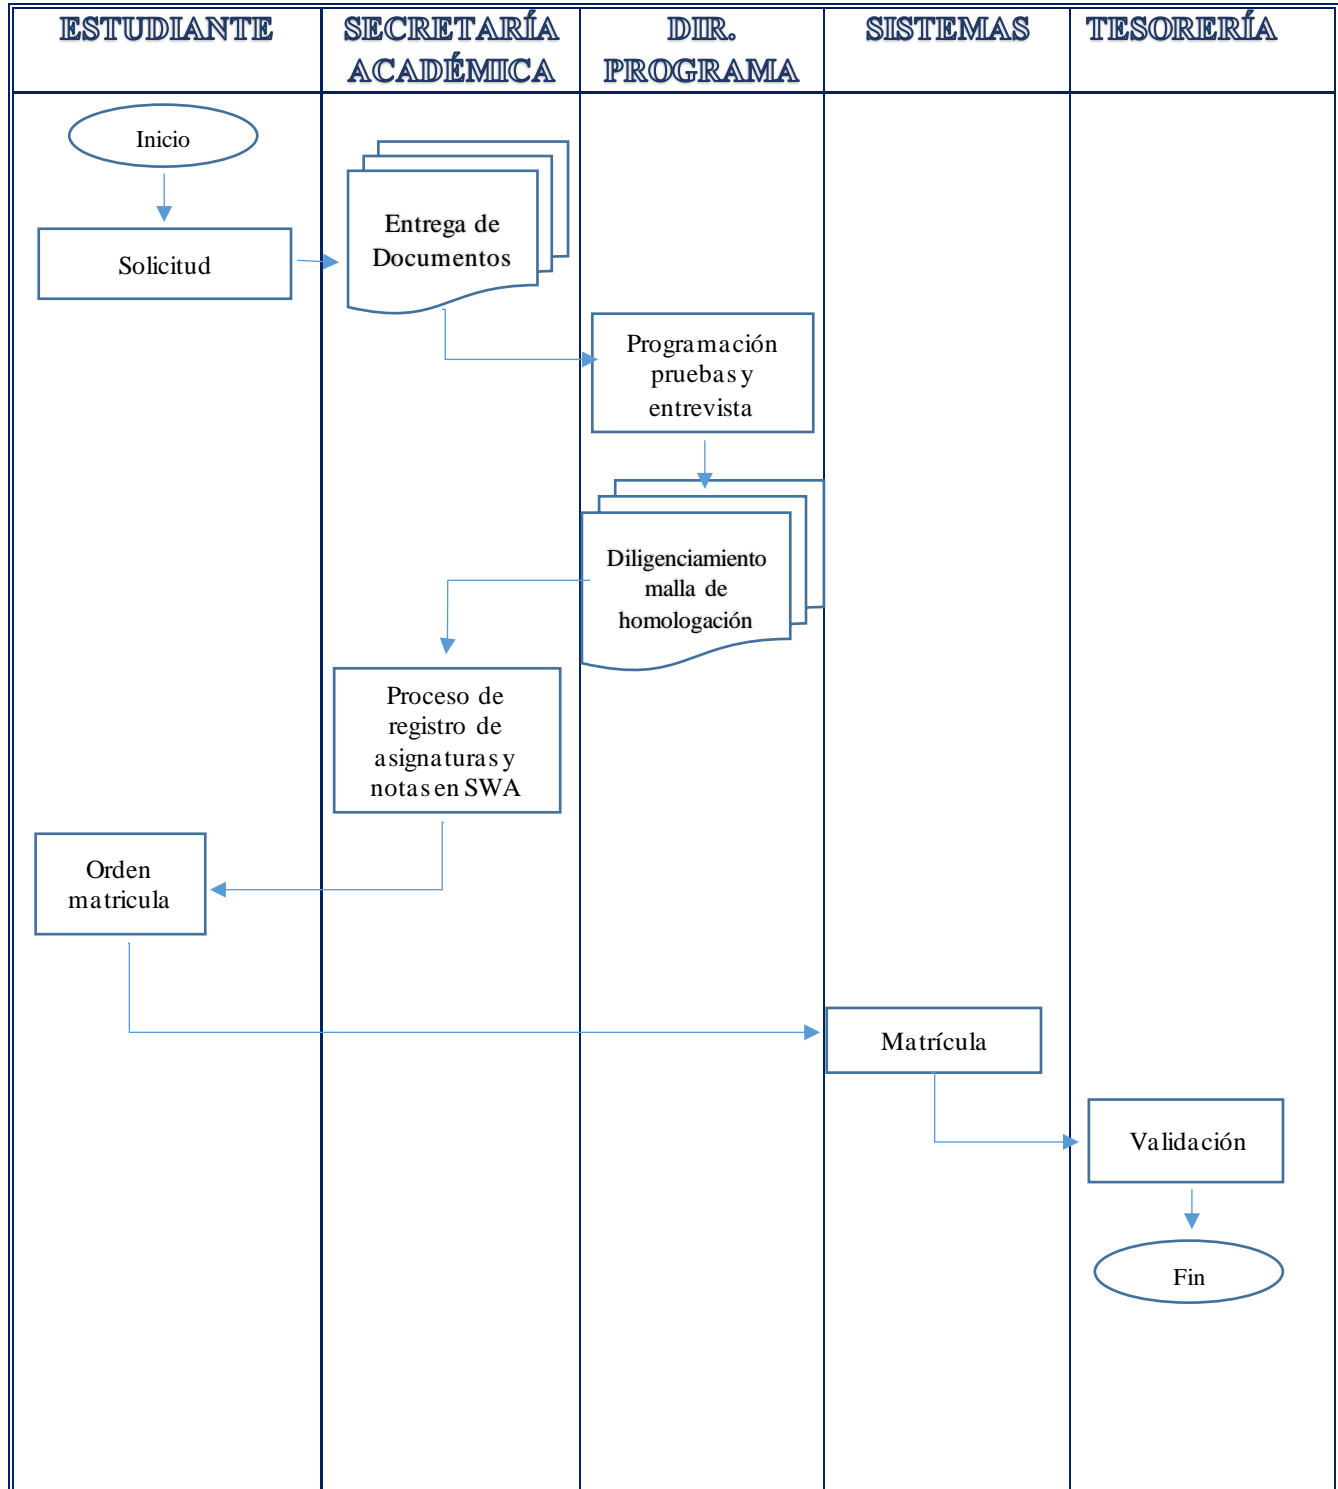 ESTUDIANTE
SECRETARÍA
ACADÉMICA
DIR.
PROGRAMA
SISTEMAS
TESORERÍA
Inicio
Solicitud
Entrega de
Documentos
Programación
pruebas y
entrevista
Diligenciamiento
malla de
homologación
Proceso de
registro de
asignaturas y
notas en SWA
Orden
matricula
Matrícula
Validación
Fin